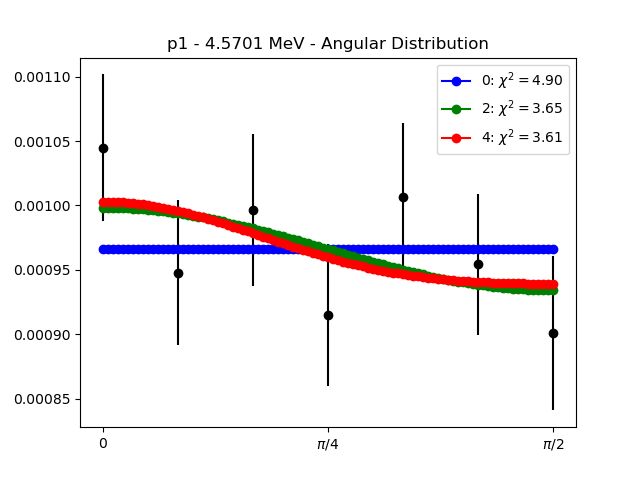 p1 - 4.5701 MeV - Angular Distribution
0: χ² = 4.90
2: χ² = 3.65
4: χ² = 3.61
0.00110
0.00105
0.00100
0.00095
0.00090
0.00085
0 π/4 π/2